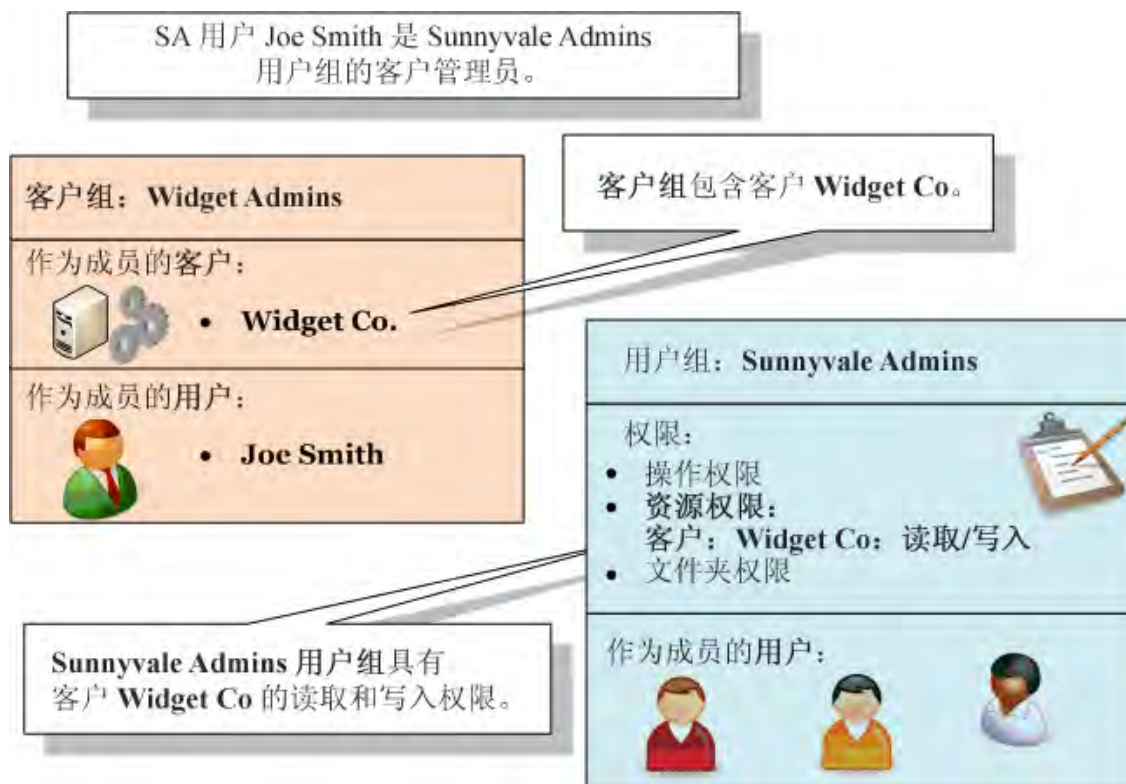 SA 用户 Joe Smith 是 Sunnyvale Admins
用户组的客户管理员。
客户组：Widget Admins
客户组包含客户 Widget Co。
作为成员的客户：
• Widget Co.
作为成员的用户：
• Joe Smith
用户组：Sunnyvale Admins
权限：
• 操作权限
• 资源权限：
客户：Widget Co：读取/写入
• 文件夹权限
Sunnyvale Admins 用户组具有
客户 Widget Co 的读取和写入权限。
作为成员的用户：